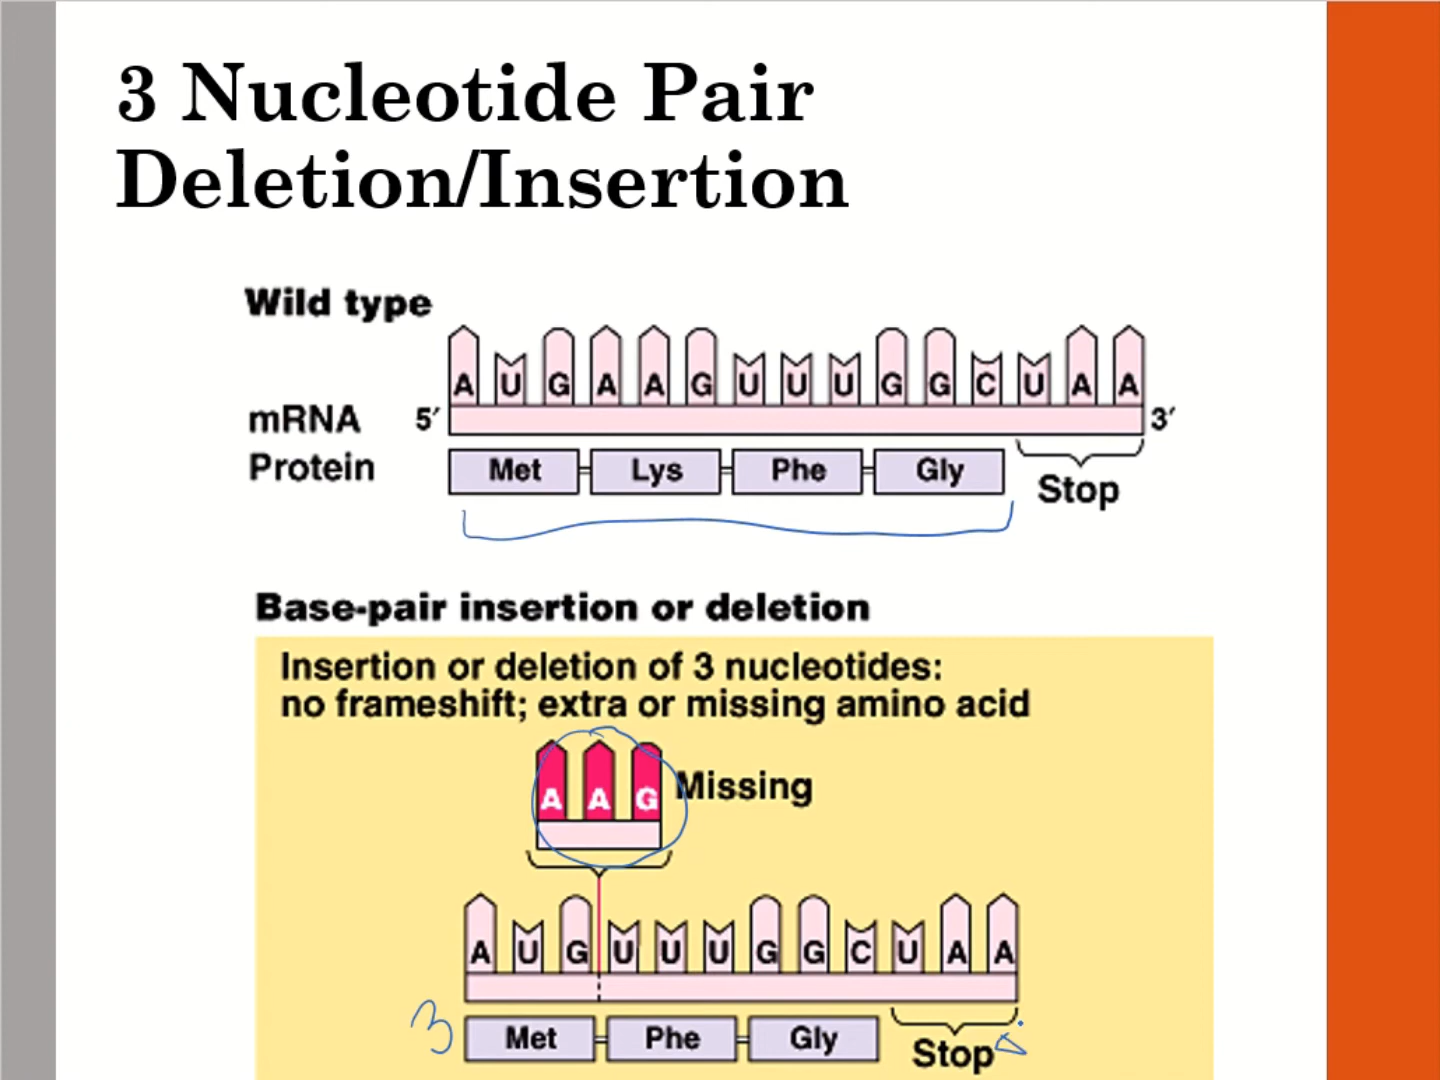 3 Nucleotide Pair
Deletion/Insertion
Wild type
A U G A A G U U U G G C U A A
mRNA 5′ 3′
Protein Met Lys Phe Gly
Stop
Base-pair insertion or deletion
Insertion or deletion of 3 nucleotides:
no frameshift; extra or missing amino acid
A A G Missing
A U G U U U G G C U A A
3 Met Phe Gly
Stop